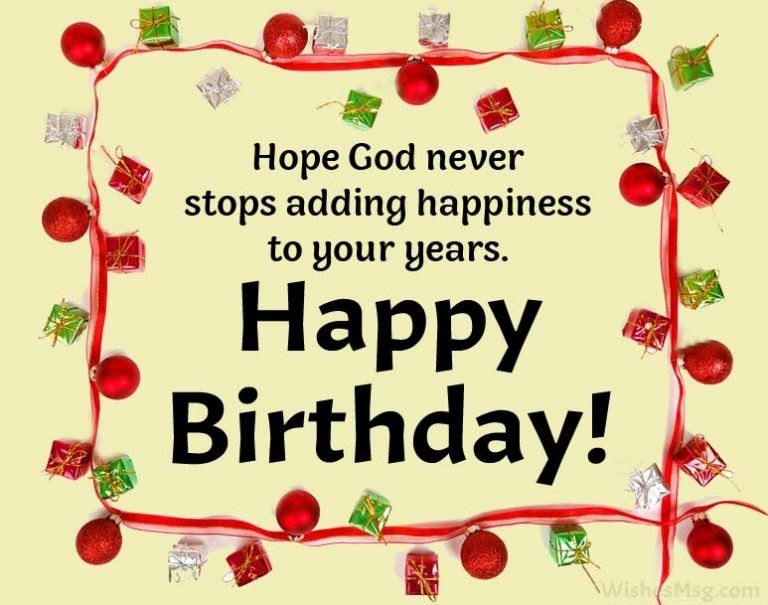 Hope God never
stops adding happiness
to your years.
Happy
Birthday!
WishesMsg.com